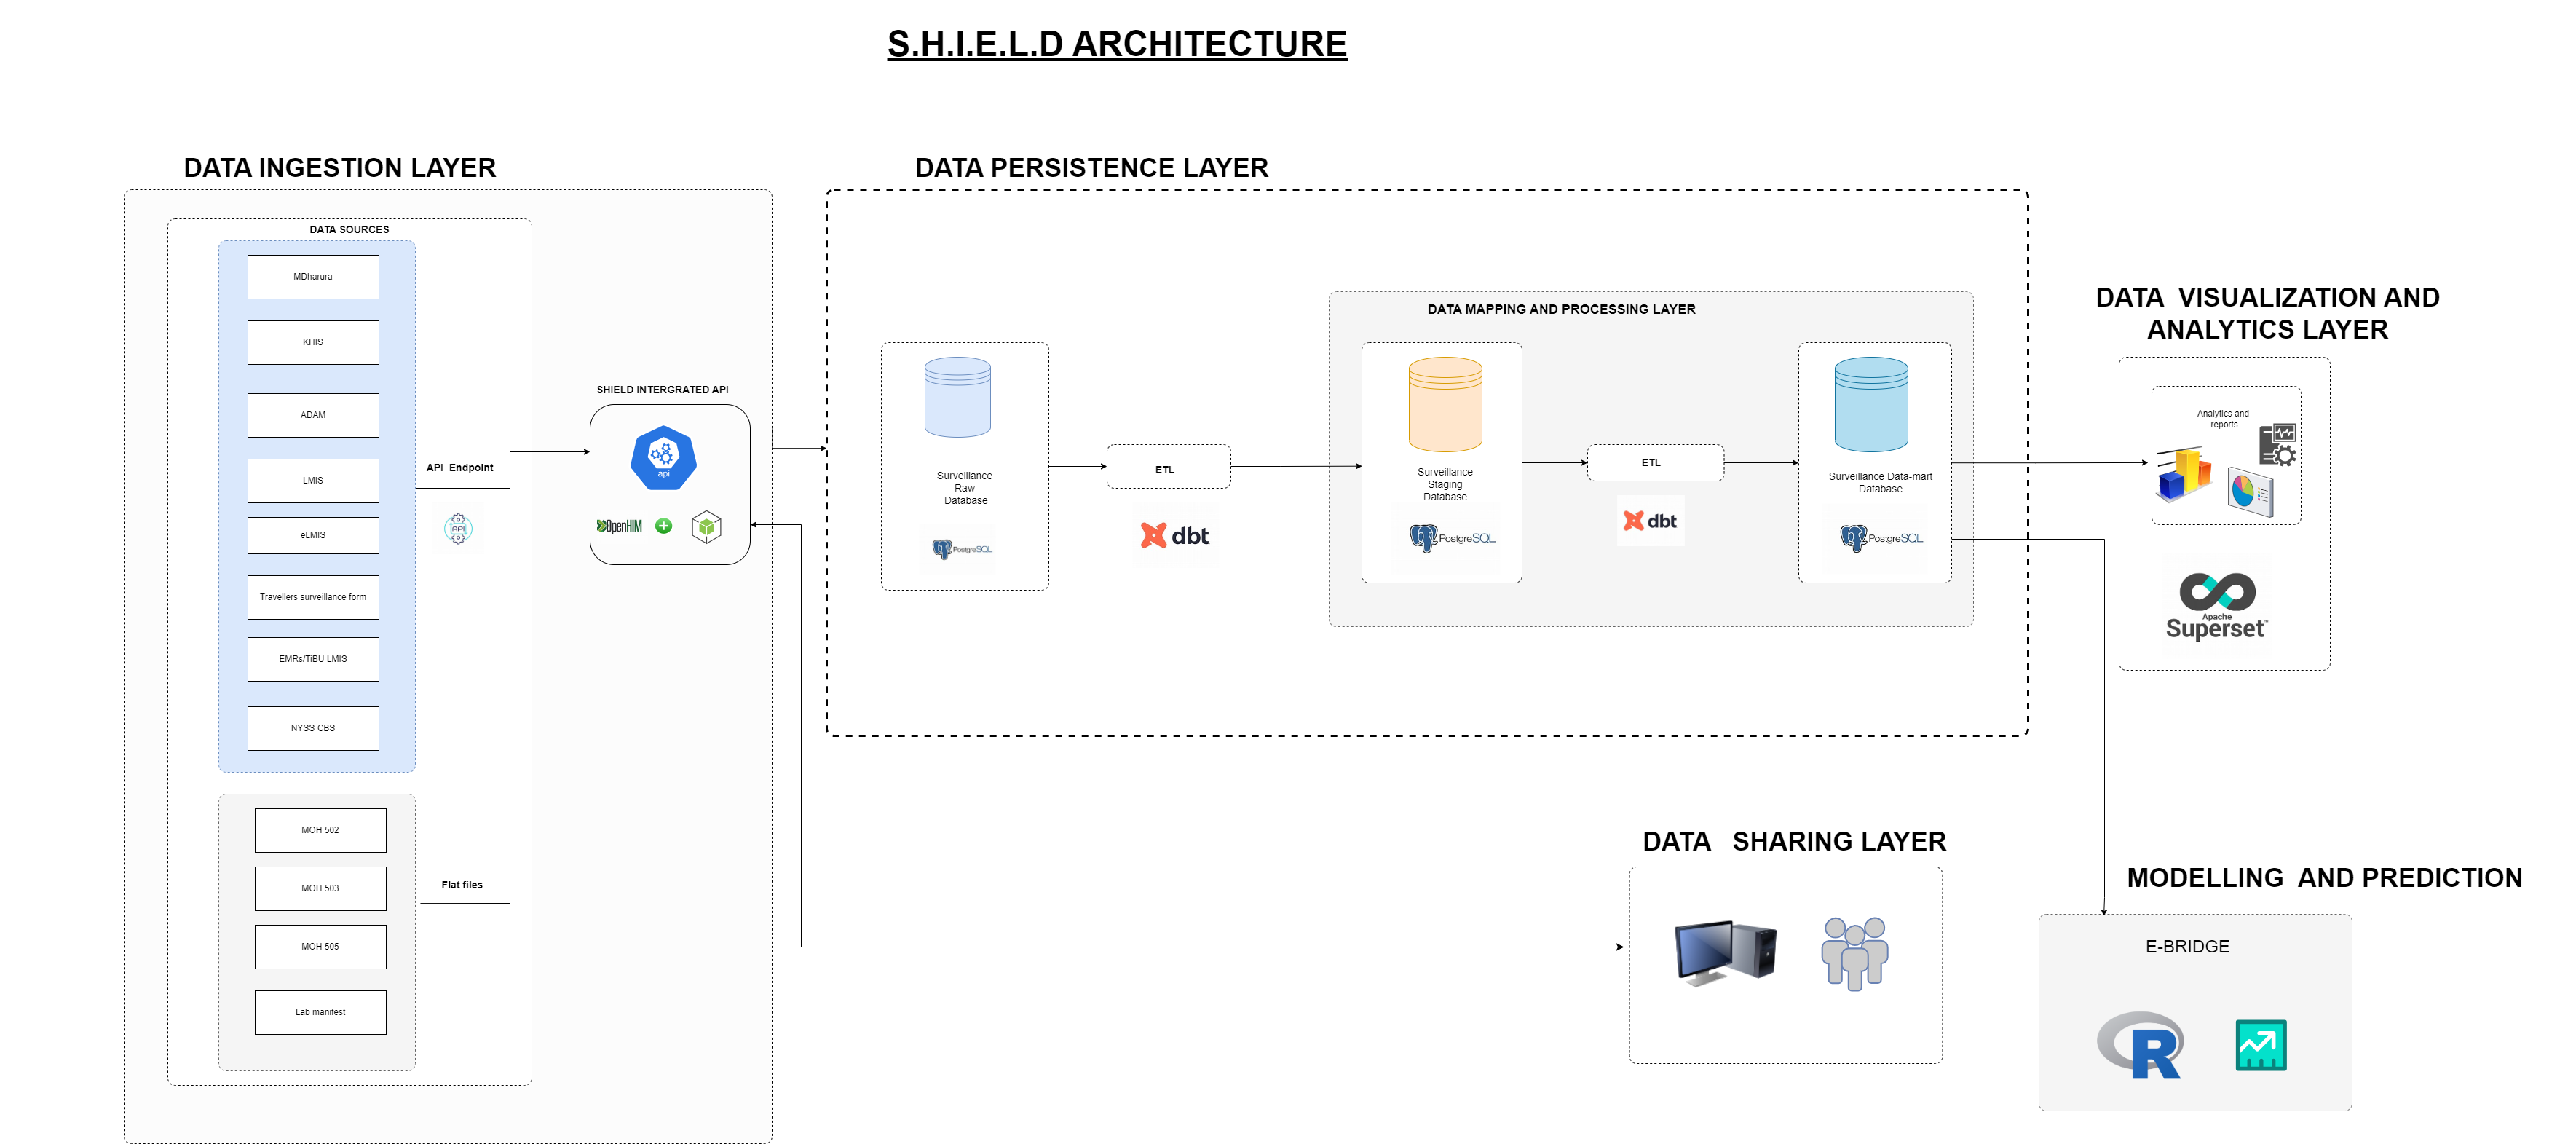 S.H.I.E.L.D ARCHITECTURE
DATA INGESTION LAYER
DATA SOURCES
MDharura
KHIS
ADAM
LMIS
eLMIS
Travellers surveillance form
EMRs/TiBU LMIS
NYSS CBS
API Endpoint
API
MOH 502
MOH 503
MOH 505
Lab manifest
Flat files
SHIELD INTERGRATED API
api
OpenHIM
DATA PERSISTENCE LAYER
Surveillance
Raw
Database
PostgreSQL
ETL
dbt
DATA MAPPING AND PROCESSING LAYER
Surveillance
Staging
Database
PostgreSQL
ETL
dbt
Surveillance Data-mart
Database
PostgreSQL
DATA VISUALIZATION AND
ANALYTICS LAYER
Analytics and
reports
Apache
Superset
DATA SHARING LAYER
MODELLING AND PREDICTION
E-BRIDGE
R